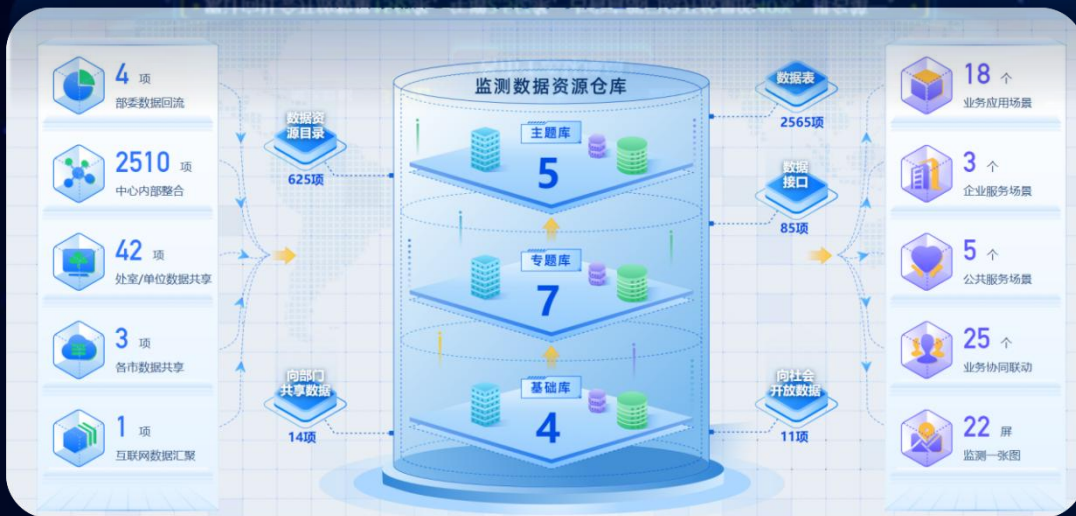 4 项
部委数据回流
2510 项
中心内部整合
42 项
处室/单位数据共享
3 项
各市数据共享
1 项
互联网数据汇聚
数据资
源目录
625项
向部门
共享数据
14项
监测数据资源仓库
主题库
5
专题库
7
基础库
4
数据表
2565项
数据
接口
85项
向社会
开放数据
11项
18 个
业务应用场景
3 个
企业服务场景
5 个
公共服务场景
25 个
业务协同联动
22 屏
监测一张图